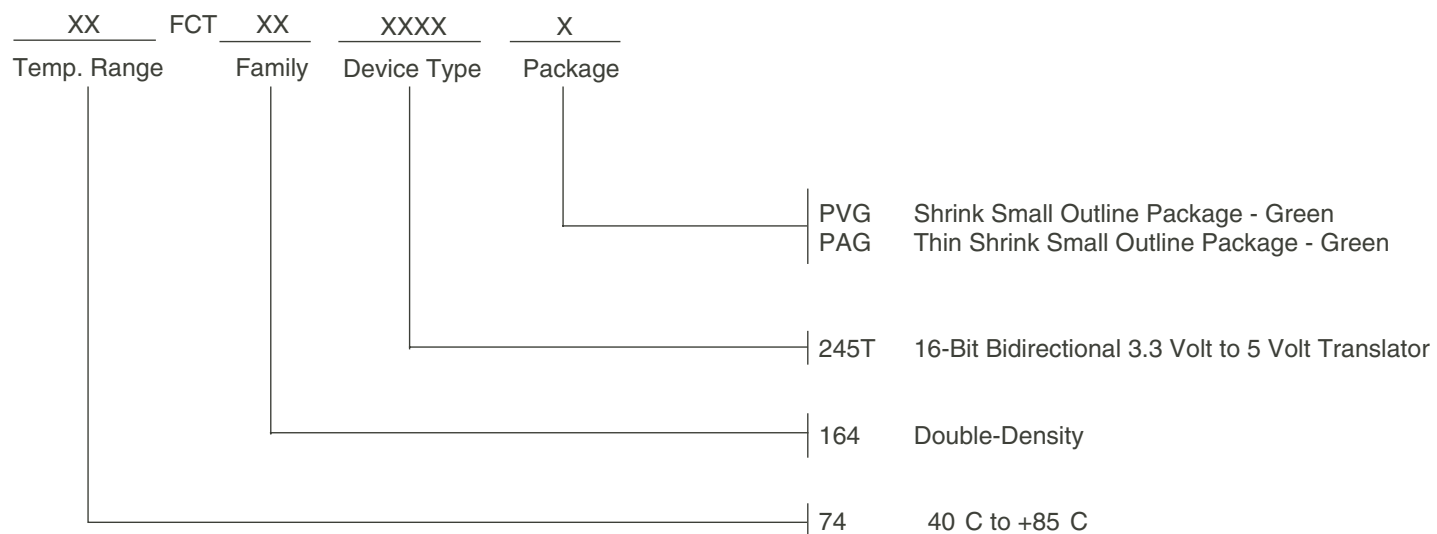 XX FCT XX XXXX X
Temp. Range Family Device Type Package
PVG Shrink Small Outline Package - Green
PAG Thin Shrink Small Outline Package - Green
245T 16-Bit Bidirectional 3.3 Volt to 5 Volt Translator
164 Double-Density
74 40 C to +85 C